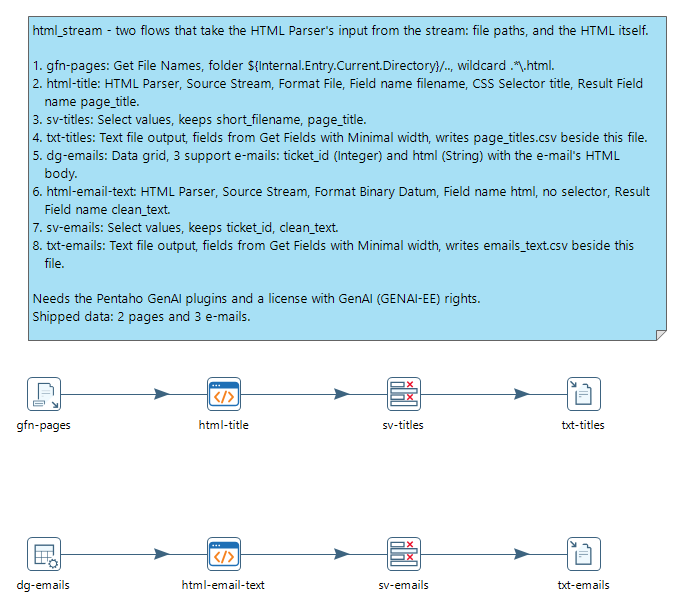 html_stream - two flows that take the HTML Parser's input from the stream: file paths, and the HTML itself.
1. gfn-pages: Get File Names, folder ${Internal.Entry.Current.Directory}/.., wildcard .*\.html.
2. html-title: HTML Parser, Source Stream, Format File, Field name filename, CSS Selector title, Result Field
name page_title.
3. sv-titles: Select values, keeps short_filename, page_title.
4. txt-titles: Text file output, fields from Get Fields with Minimal width, writes page_titles.csv beside this file.
5. dg-emails: Data grid, 3 support e-mails: ticket_id (Integer) and html (String) with the e-mail's HTML
body.
6. html-email-text: HTML Parser, Source Stream, Format Binary Datum, Field name html, no selector, Result
Field name clean_text.
7. sv-emails: Select values, keeps ticket_id, clean_text.
8. txt-emails: Text file output, fields from Get Fields with Minimal width, writes emails_text.csv beside this
file.
Needs the Pentaho GenAI plugins and a license with GenAI (GENAI-EE) rights.
Shipped data: 2 pages and 3 e-mails.
gfn-pages html-title sv-titles txt-titles
dg-emails html-email-text sv-emails txt-emails